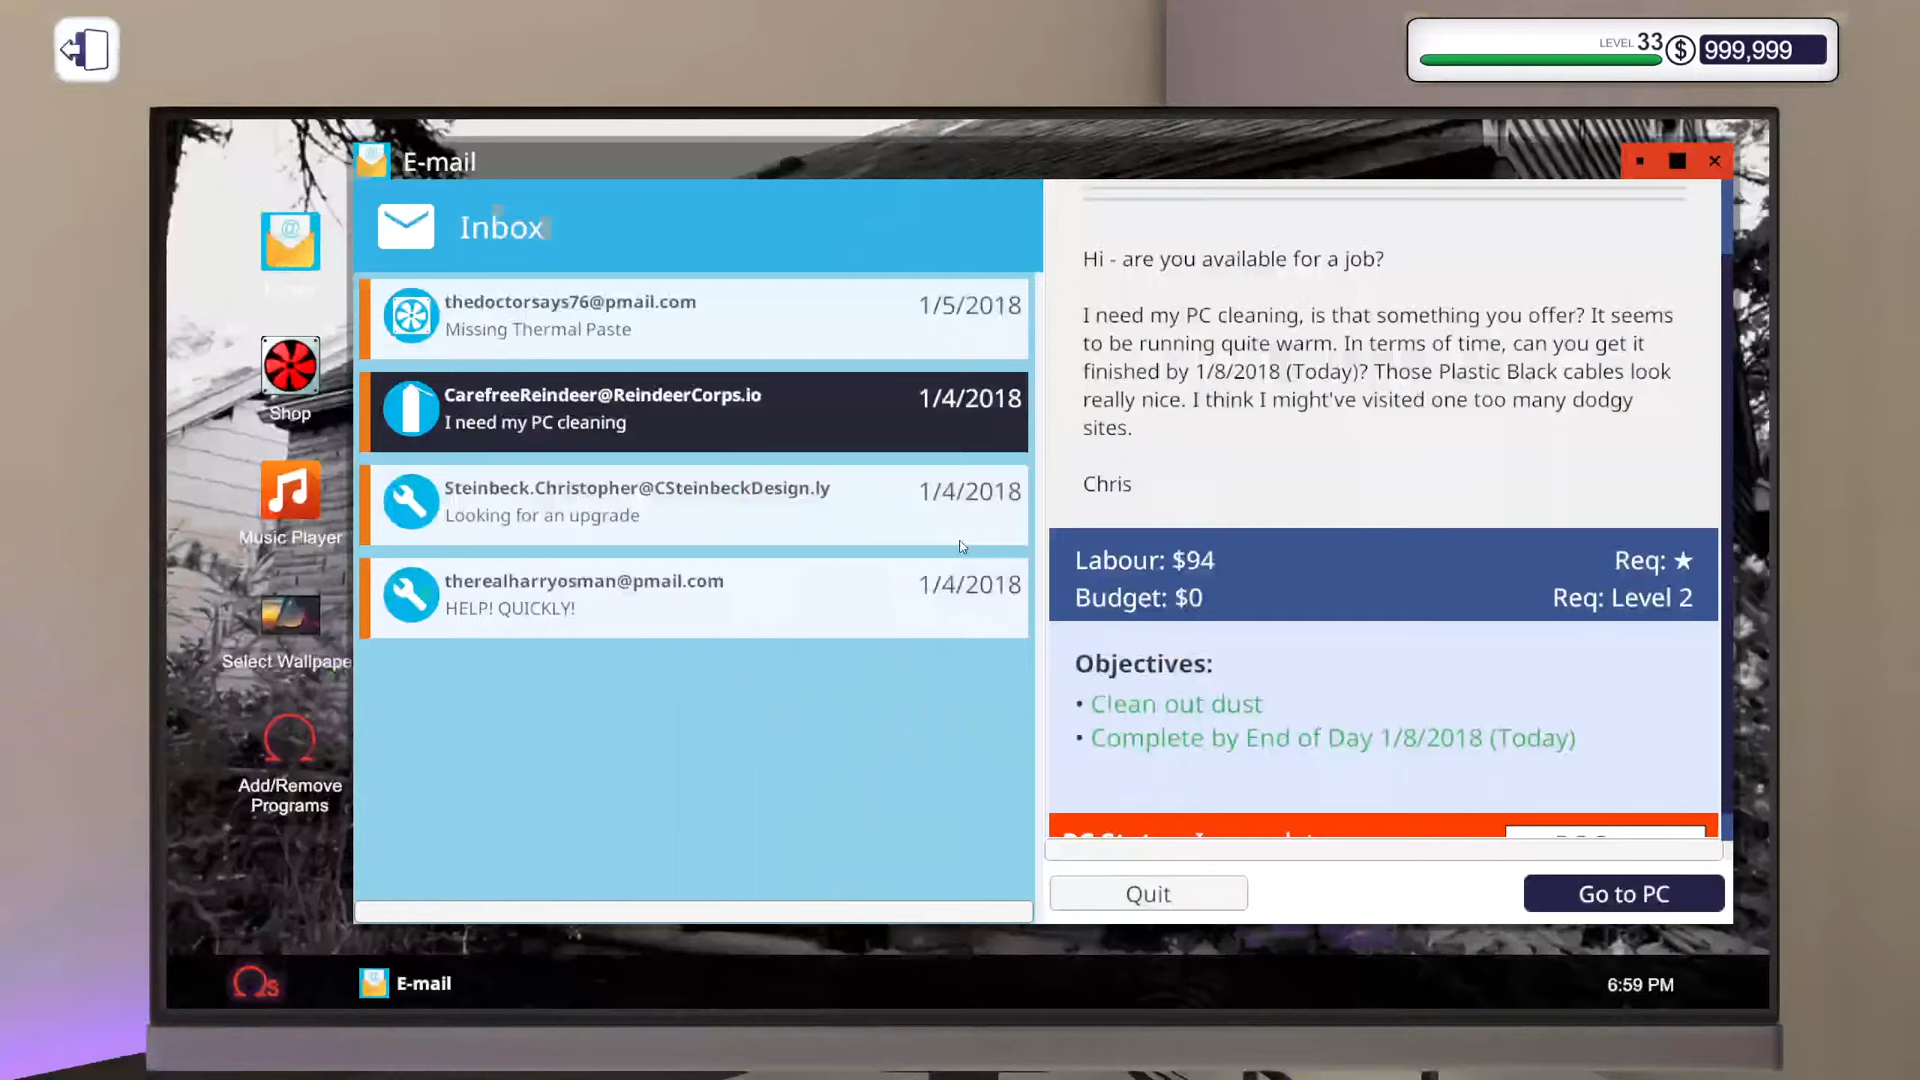 LEVEL 33
$ 999,999
E-mail
Inbox
thedoctorsays76@pmail.com
1/5/2018
Missing Thermal Paste
CarefreeReindeer@ReindeerCorps.io
1/4/2018
I need my PC cleaning
Steinbeck.Christopher@CSteinbeckDesign.ly
1/4/2018
Looking for an upgrade
therealharryosman@pmail.com
1/4/2018
HELP! QUICKLY!
Hi - are you available for a job?
I need my PC cleaning, is that something you offer? It seems
to be running quite warm. In terms of time, can you get it
finished by 1/8/2018 (Today)? Those Plastic Black cables look
really nice. I think I might've visited one too many dodgy
sites.
Chris
Labour: $94
Req: ★
Budget: $0
Req: Level 2
Objectives:
• Clean out dust
• Complete by End of Day 1/8/2018 (Today)
Quit
Go to PC
Shop
Music Player
Select Wallpape
Add/Remove
Programs
Ωs
E-mail
6:59 PM